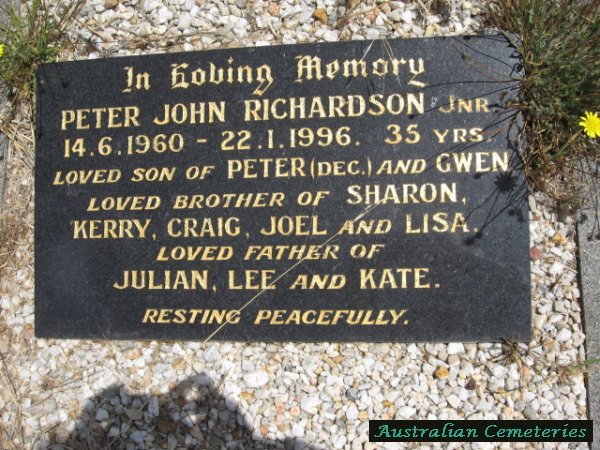 In Loving Memory
PETER JOHN RICHARDSON JNR.
14.6.1960 - 22.1.1996. 35 YRS.
LOVED SON OF PETER (DEC.) AND GWEN
LOVED BROTHER OF SHARON,
KERRY, CRAIG, JOEL AND LISA.
LOVED FATHER OF
JULIAN, LEE AND KATE.
RESTING PEACEFULLY.
Australian Cemeteries